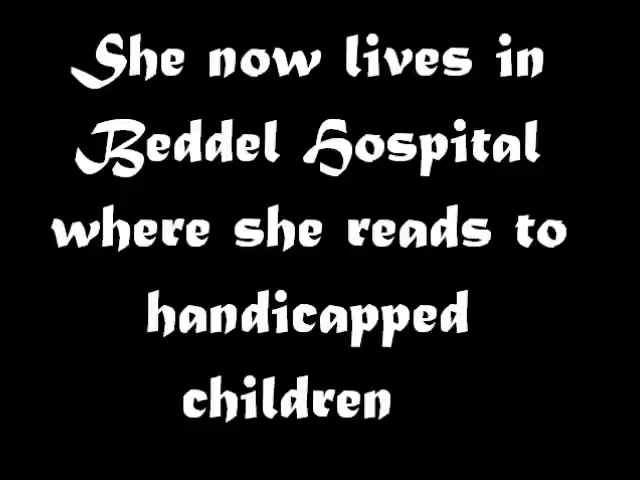 She now lives in
Beddel Hospital
where she reads to
handicapped
children